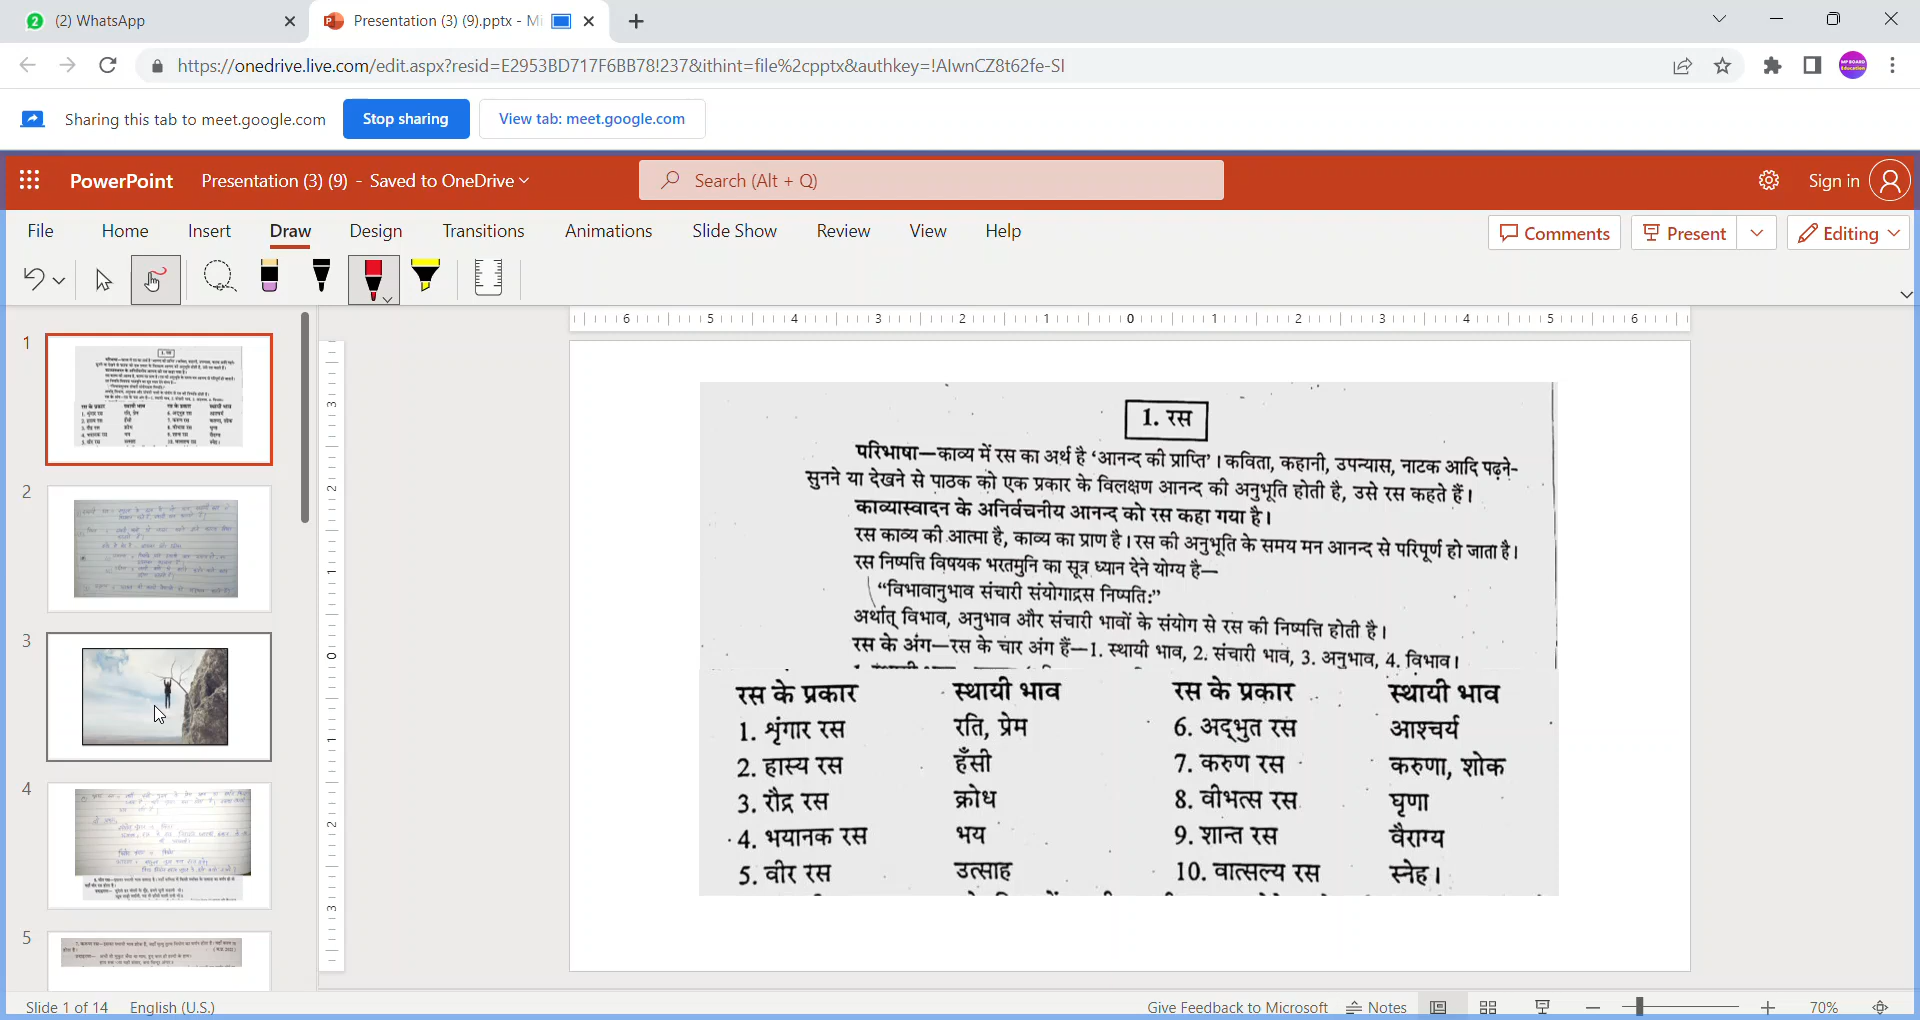 (2) WhatsApp
Presentation (3) (9).pptx - Mi
https://onedrive.live.com/edit.aspx?resid=E2953BD717F6BB78!237&ithint=file%2cpptx&authkey=!AlwnCZ8t62fe-SI
Sharing this tab to meet.google.com Stop sharing View tab: meet.google.com
PowerPoint Presentation (3) (9) - Saved to OneDrive Search (Alt + Q) Sign in
File Home Insert Draw Design Transitions Animations Slide Show Review View Help Comments Present Editing
1. रस
परिभाषा—काव्य में रस का अर्थ है ‘आनन्द की प्राप्ति’। कविता, कहानी, उपन्यास, नाटक आदि पढ़ने-
सुनने या देखने से पाठक को एक प्रकार के विलक्षण आनन्द की अनुभूति होती है, उसे रस कहते हैं।
काव्यास्वादन के अनिर्वचनीय आनन्द को रस कहा गया है।
रस काव्य की आत्मा है, काव्य का प्राण है। रस की अनुभूति के समय मन आनन्द से परिपूर्ण हो जाता है।
रस निष्पत्ति विषयक भरतमुनि का सूत्र ध्यान देने योग्य है—
“विभावानुभाव संचारी संयोगाद्रस निष्पतिः”
अर्थात् विभाव, अनुभाव और संचारी भावों के संयोग से रस की निष्पत्ति होती है।
रस के अंग—रस के चार अंग हैं—1. स्थायी भाव, 2. संचारी भाव, 3. अनुभाव, 4. विभाव।
रस के प्रकार स्थायी भाव रस के प्रकार स्थायी भाव
1. शृंगार रस रति, प्रेम 6. अद्भुत रस आश्चर्य
2. हास्य रस हँसी 7. करुण रस करुणा, शोक
3. रौद्र रस क्रोध 8. वीभत्स रस घृणा
4. भयानक रस भय 9. शान्त रस वैराग्य
5. वीर रस उत्साह 10. वात्सल्य रस स्नेह।
1
2
3
4
5
Slide 1 of 14 English (U.S.) Give Feedback to Microsoft Notes 70%